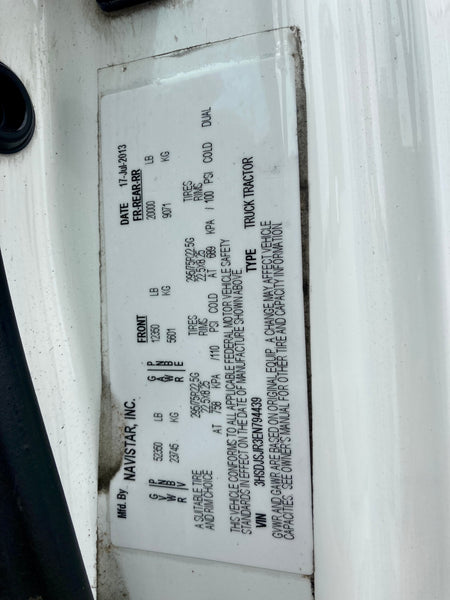 Mfd. By NAVISTAR, INC. DATE 17-Jul-2013
FRONT FR-REAR-RR
G P 52350 LB G P 12350 LB 20000 LB
V N A N
W B 23745 KG W B 5601 KG 9071 KG
R V R E
A SUITABLE TIRE 295/75R22.5G TIRES 295/75R22.5G TIRES
AND RIM CHOICE 22.5X8.25 RIMS 22.5X8.25 RIMS
AT 758 KPA /110 PSI COLD AT 689 KPA / 100 PSI COLD DUAL
THIS VEHICLE CONFORMS TO ALL APPLICABLE FEDERAL MOTOR VEHICLE SAFETY
STANDARDS IN EFFECT ON THE DATE OF MANUFACTURE SHOWN ABOVE
VIN 3HSDJSJR3EN794439 TYPE TRUCK TRACTOR
GVWR AND GAWR ARE BASED ON ORIGINAL EQUIP. A CHANGE MAY AFFECT VEHICLE
CAPACITIES. SEE OWNER'S MANUAL FOR OTHER TIRE AND CAPACITY INFORMATION